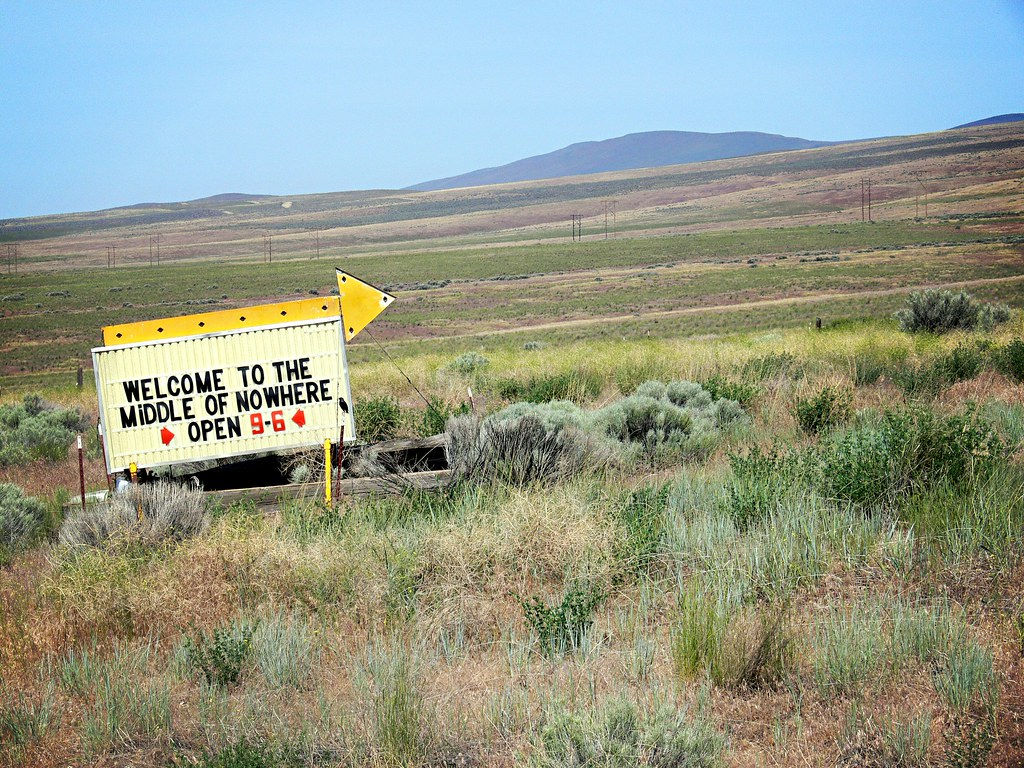 WELCOME TO THE
MiDDLE OF NOWHERE
OPEN 9-6